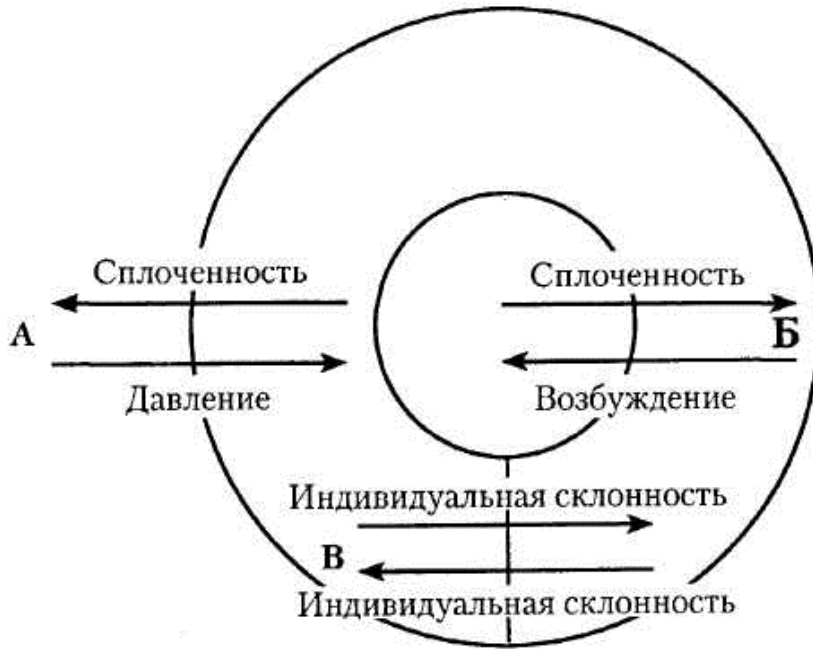 Сплоченность
Сплоченность
А
Б
Давление
Возбуждение
Индивидуальная склонность
В
Индивидуальная склонность